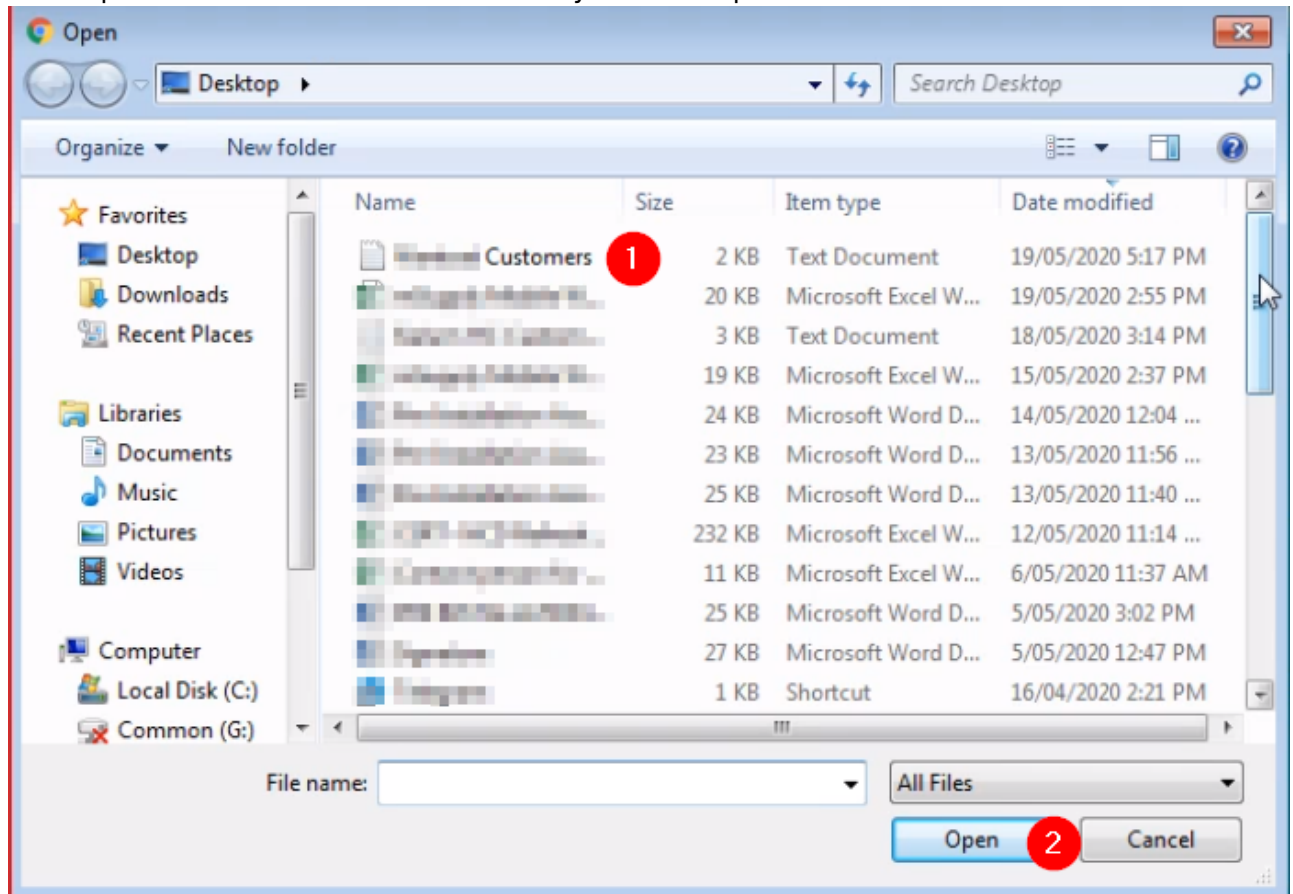 Open
Desktop
Search Desktop
Organize
New folder
Name Size Item type Date modified
Favorites
Desktop
Downloads
Recent Places
Libraries
Documents
Music
Pictures
Videos
Computer
Local Disk (C:)
Common (G:)
Customers 1 2 KB Text Document 19/05/2020 5:17 PM
20 KB Microsoft Excel W... 19/05/2020 2:55 PM
3 KB Text Document 18/05/2020 3:14 PM
19 KB Microsoft Excel W... 15/05/2020 2:37 PM
24 KB Microsoft Word D... 14/05/2020 12:04 ...
23 KB Microsoft Word D... 13/05/2020 11:56 ...
25 KB Microsoft Word D... 13/05/2020 11:40 ...
232 KB Microsoft Excel W... 12/05/2020 11:14 ...
11 KB Microsoft Excel W... 6/05/2020 11:37 AM
25 KB Microsoft Word D... 5/05/2020 3:02 PM
27 KB Microsoft Word D... 5/05/2020 12:47 PM
1 KB Shortcut 16/04/2020 2:21 PM
File name:
All Files
Open 2 Cancel